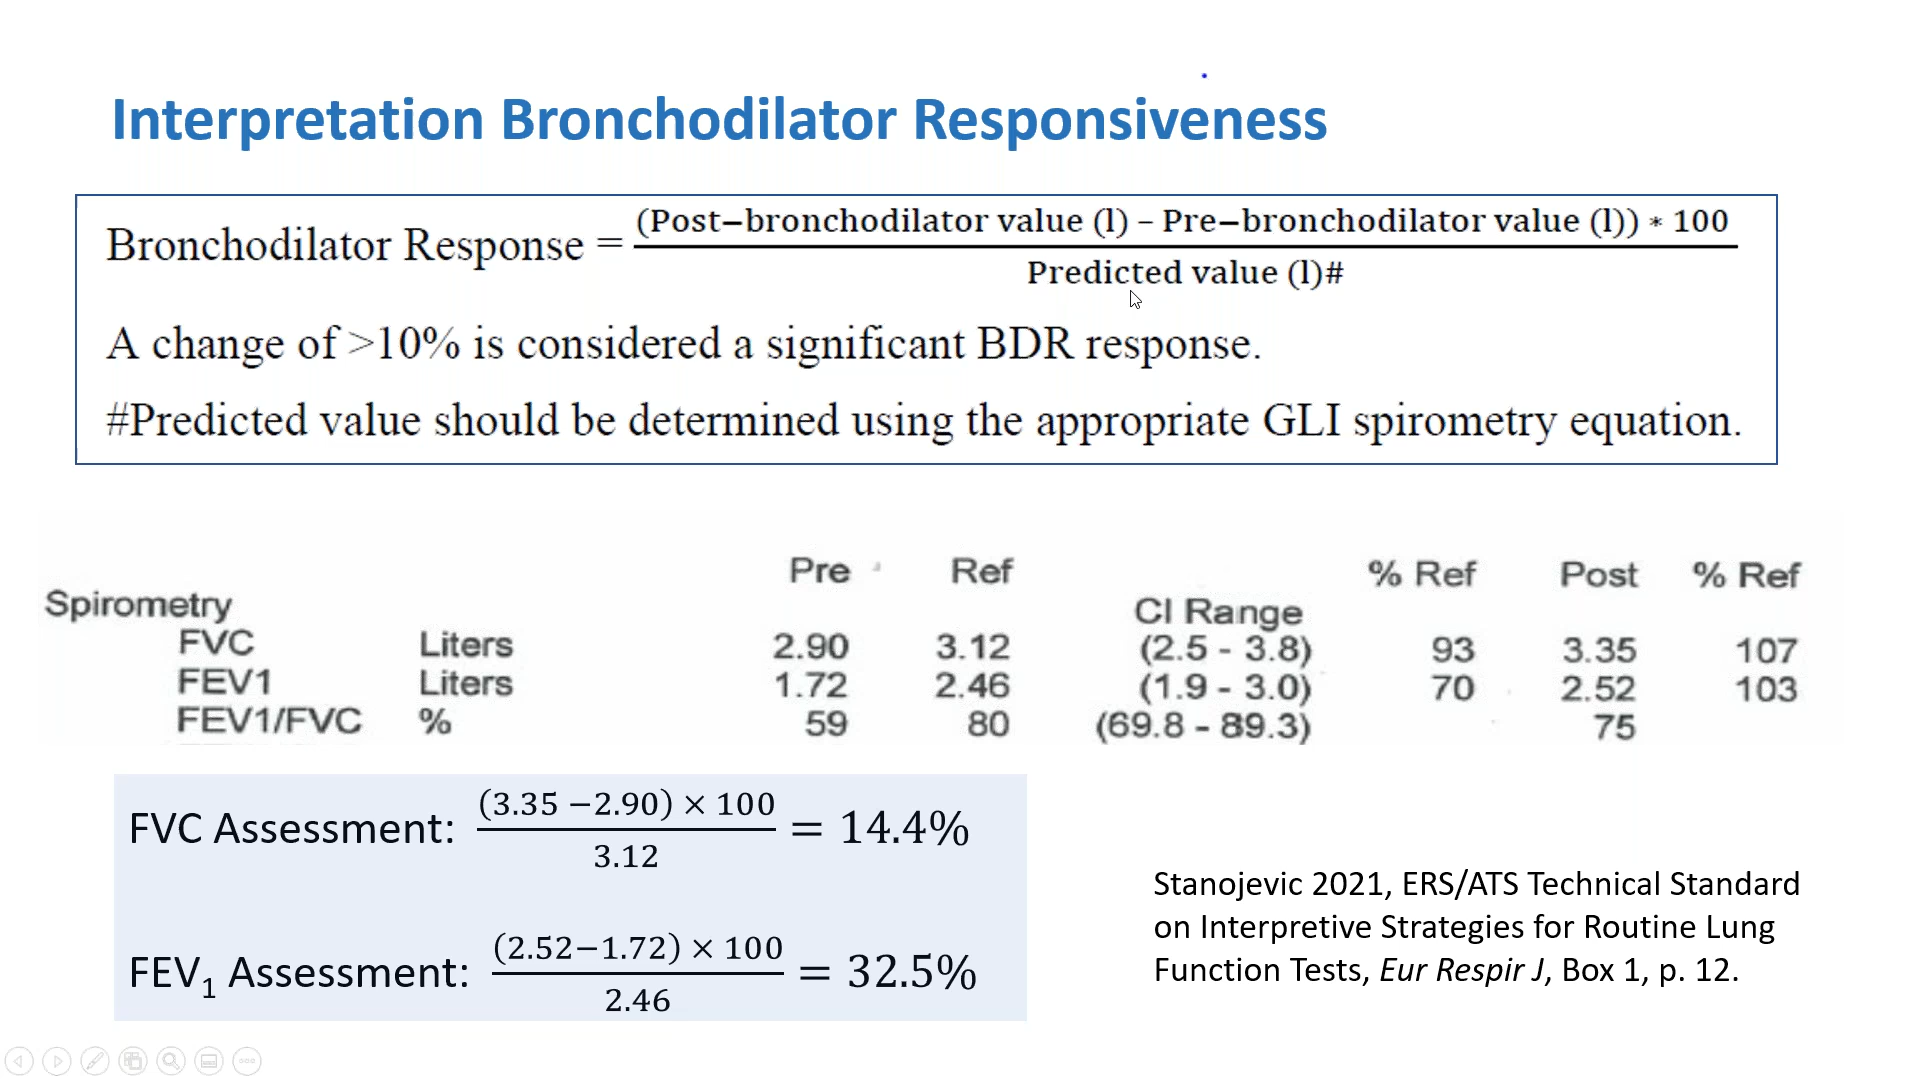 Interpretation Bronchodilator Responsiveness
Bronchodilator Response = (Post−bronchodilator value (l) – Pre−bronchodilator value (l)) * 100
Predicted value (l)#
A change of >10% is considered a significant BDR response.
#Predicted value should be determined using the appropriate GLI spirometry equation.
Pre Ref % Ref Post % Ref
Spirometry CI Range
FVC Liters 2.90 3.12 (2.5 - 3.8) 93 3.35 107
FEV1 Liters 1.72 2.46 (1.9 - 3.0) 70 2.52 103
FEV1/FVC % 59 80 (69.8 - 89.3) 75
FVC Assessment: (3.35 −2.90) × 100 = 14.4%
3.12
FEV1 Assessment: (2.52−1.72) × 100 = 32.5%
2.46
Stanojevic 2021, ERS/ATS Technical Standard
on Interpretive Strategies for Routine Lung
Function Tests, Eur Respir J, Box 1, p. 12.